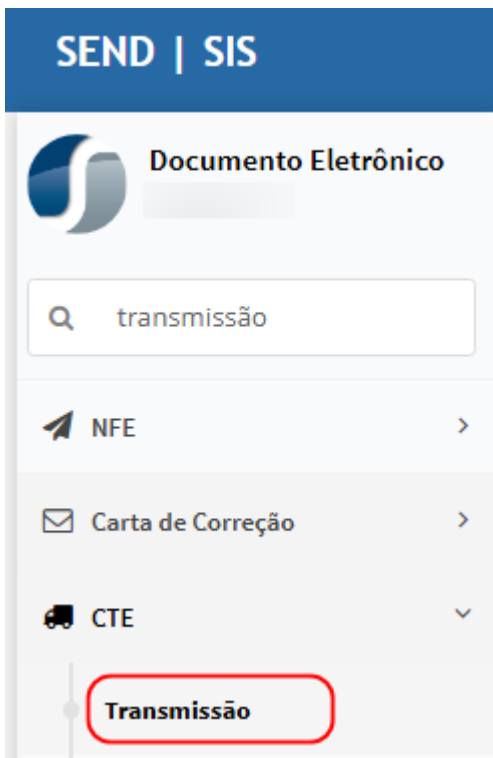 SEND | SIS
Documento Eletrônico
transmissão
NFE
Carta de Correção
CTE
Transmissão